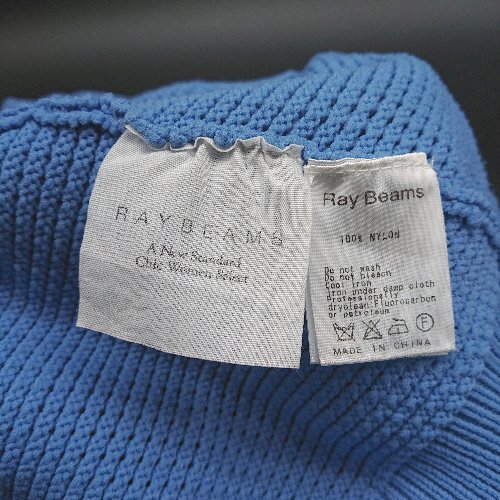 RAY BEAMS
A New Standard
Chic Women Select
Ray Beams
100% NYLON
Do not wash
Do not bleach
Cool iron
Iron under damp cloth
Professionally
dryclean:Fluorocarbon
or petroleum
F
MADE IN CHINA